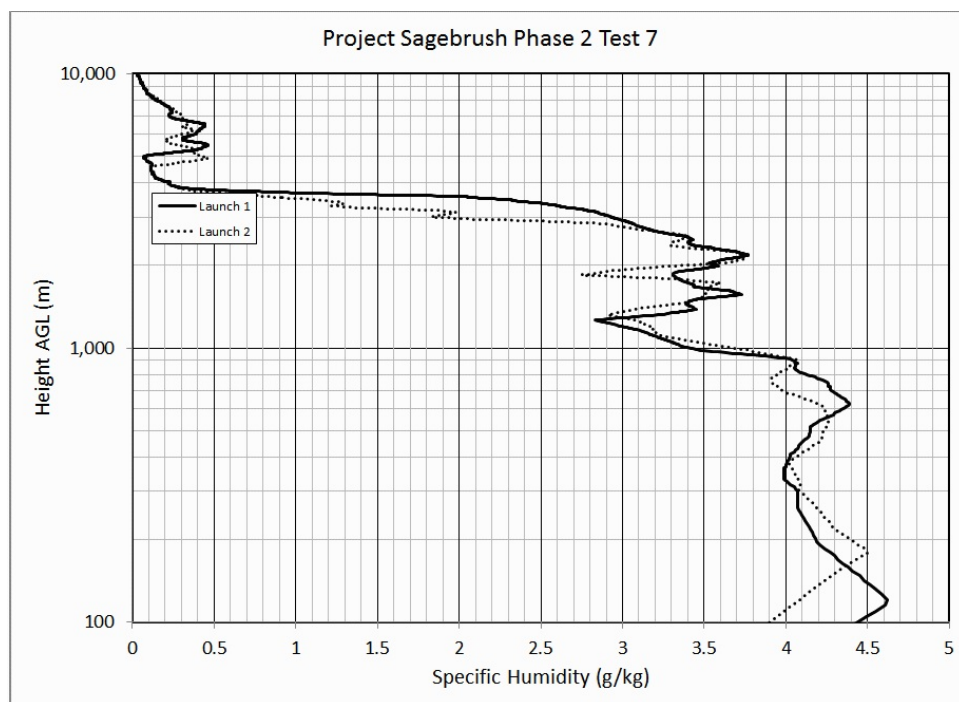 Project Sagebrush Phase 2 Test 7
10,000
Launch 1
Launch 2
Height AGL (m)
1,000
100
0 0.5 1 1.5 2 2.5 3 3.5 4 4.5 5
Specific Humidity (g/kg)